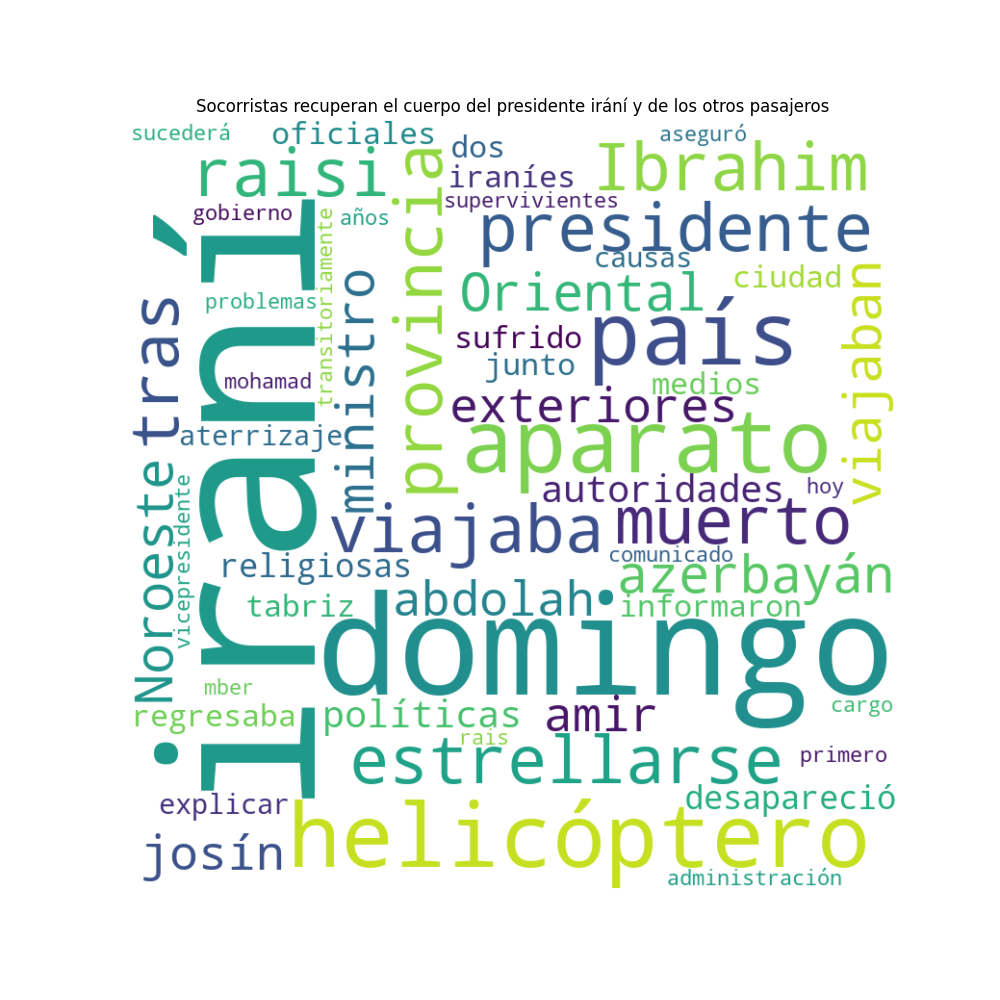 Socorristas recuperan el cuerpo del presidente irání y de los otros pasajeros
sucederá
oficiales
dos
aseguró
raisi
iraníes
Ibrahim
supervivientes
gobierno
años
presidente
causas
provincia
transitoriamente
iraní
tras
ministro
problemas
Oriental
ciudad
viajaban
país
sufrido
junto
mohamad
medios
exteriores
aterrizaje
aparato
Noroeste
vicepresidente
autoridades
hoy
viajaba
muerto
religiosas
comunicado
azerbayán
tabriz
abdolah
informaron
domingo
mber
cargo
regresaba
políticas
amir
rais
estrellarse
primero
explicar
desapareció
josín
helicóptero
administración